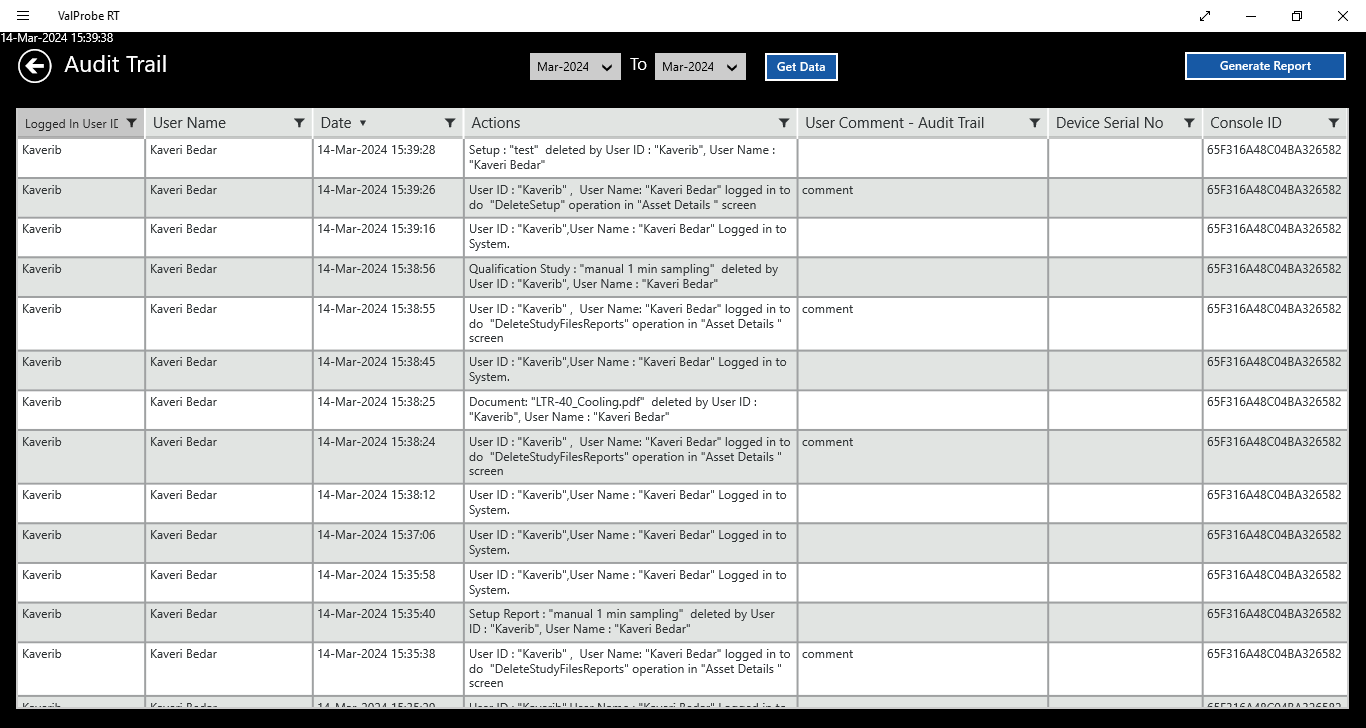 ValProbe RT
14-Mar-2024 15:39:38
Audit Trail
Mar-2024 To Mar-2024 Get Data Generate Report
Logged In User ID User Name Date Actions User Comment - Audit Trail Device Serial No Console ID
Kaverib Kaveri Bedar 14-Mar-2024 15:39:28 Setup : "test"  deleted by User ID : "Kaverib", User Name : 65F316A48C04BA326582
"Kaveri Bedar"
Kaverib Kaveri Bedar 14-Mar-2024 15:39:26 User ID : "Kaverib" ,  User Name: "Kaveri Bedar" logged in to comment 65F316A48C04BA326582
do  "DeleteSetup" operation in "Asset Details " screen
Kaverib Kaveri Bedar 14-Mar-2024 15:39:16 User ID : "Kaverib",User Name : "Kaveri Bedar" Logged in to 65F316A48C04BA326582
System.
Kaverib Kaveri Bedar 14-Mar-2024 15:38:56 Qualification Study : "manual 1 min sampling"  deleted by 65F316A48C04BA326582
User ID : "Kaverib", User Name : "Kaveri Bedar"
Kaverib Kaveri Bedar 14-Mar-2024 15:38:55 User ID : "Kaverib" ,  User Name: "Kaveri Bedar" logged in to comment 65F316A48C04BA326582
do  "DeleteStudyFilesReports" operation in "Asset Details "
screen
Kaverib Kaveri Bedar 14-Mar-2024 15:38:45 User ID : "Kaverib",User Name : "Kaveri Bedar" Logged in to 65F316A48C04BA326582
System.
Kaverib Kaveri Bedar 14-Mar-2024 15:38:25 Document: "LTR-40_Cooling.pdf"  deleted by User ID : 65F316A48C04BA326582
"Kaverib", User Name : "Kaveri Bedar"
Kaverib Kaveri Bedar 14-Mar-2024 15:38:24 User ID : "Kaverib" ,  User Name: "Kaveri Bedar" logged in to comment 65F316A48C04BA326582
do  "DeleteStudyFilesReports" operation in "Asset Details "
screen
Kaverib Kaveri Bedar 14-Mar-2024 15:38:12 User ID : "Kaverib",User Name : "Kaveri Bedar" Logged in to 65F316A48C04BA326582
System.
Kaverib Kaveri Bedar 14-Mar-2024 15:37:06 User ID : "Kaverib",User Name : "Kaveri Bedar" Logged in to 65F316A48C04BA326582
System.
Kaverib Kaveri Bedar 14-Mar-2024 15:35:58 User ID : "Kaverib",User Name : "Kaveri Bedar" Logged in to 65F316A48C04BA326582
System.
Kaverib Kaveri Bedar 14-Mar-2024 15:35:40 Setup Report : "manual 1 min sampling"  deleted by User 65F316A48C04BA326582
ID : "Kaverib", User Name : "Kaveri Bedar"
Kaverib Kaveri Bedar 14-Mar-2024 15:35:38 User ID : "Kaverib" ,  User Name: "Kaveri Bedar" logged in to comment 65F316A48C04BA326582
do  "DeleteStudyFilesReports" operation in "Asset Details "
screen